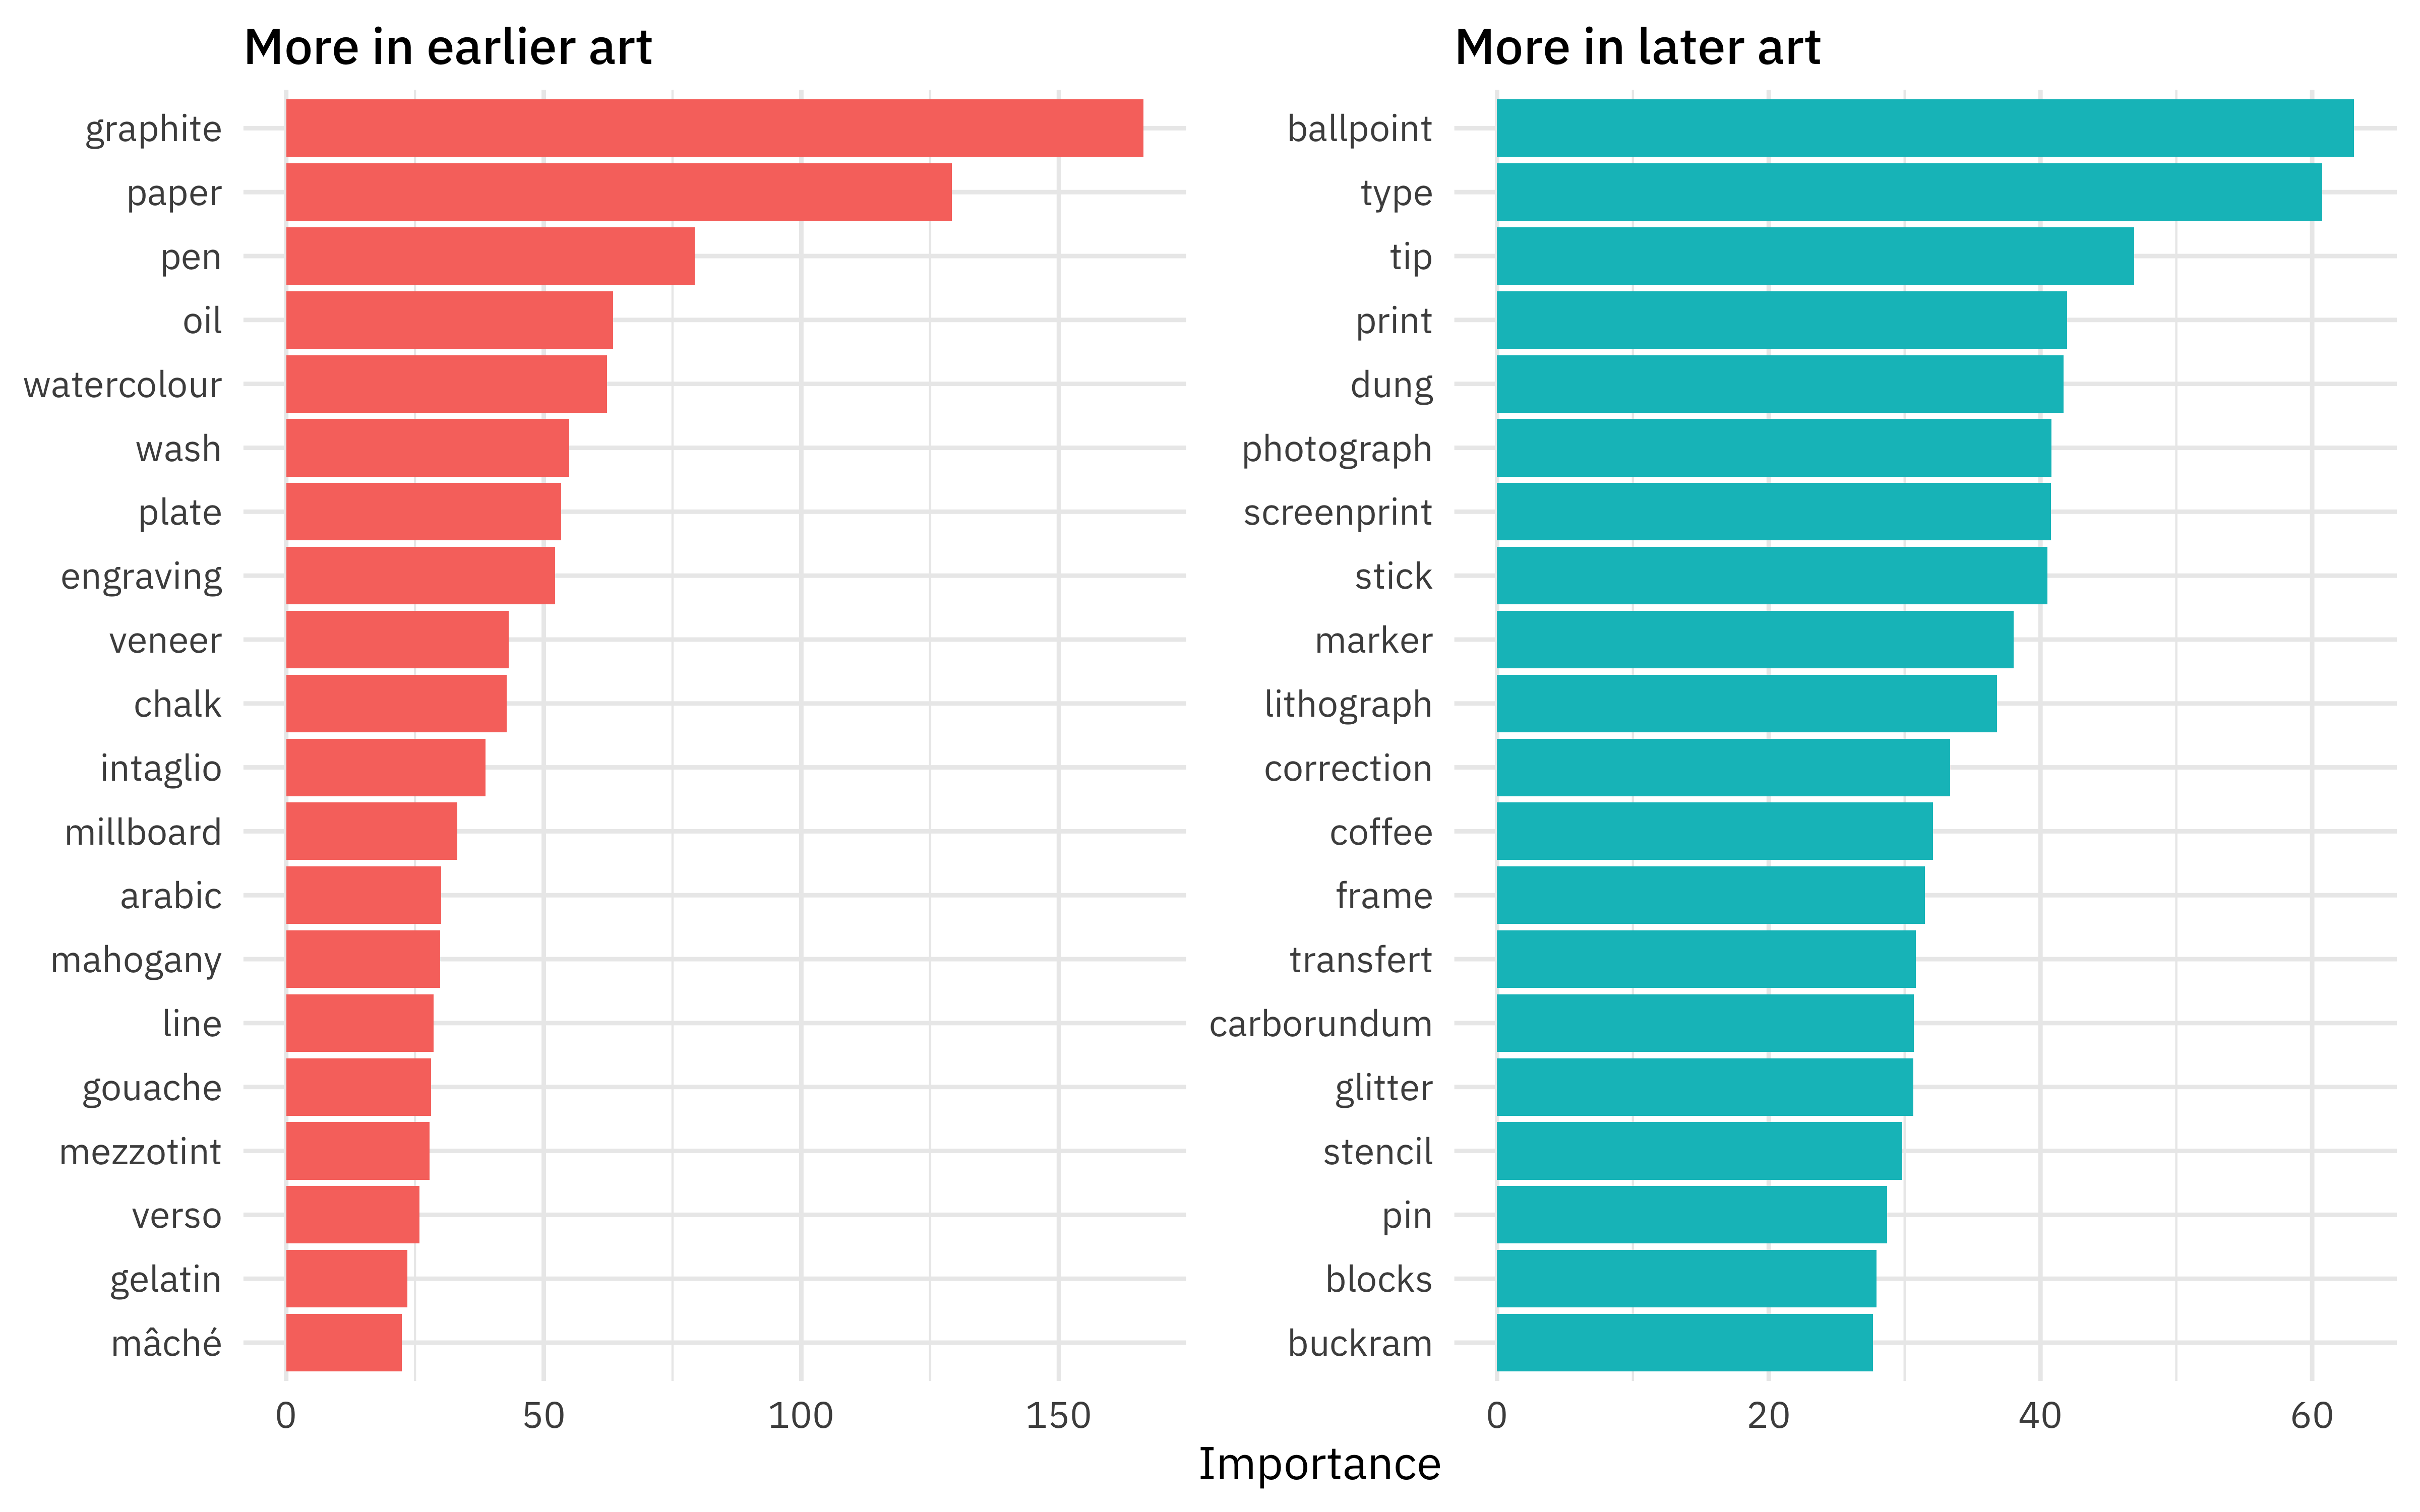 More in earlier art
graphite
paper
pen
oil
watercolour
wash
plate
engraving
veneer
chalk
intaglio
millboard
arabic
mahogany
line
gouache
mezzotint
verso
gelatin
mâché
0 50 100 150
More in later art
ballpoint
type
tip
print
dung
photograph
screenprint
stick
marker
lithograph
correction
coffee
frame
transfert
carborundum
glitter
stencil
pin
blocks
buckram
0 20 40 60
Importance